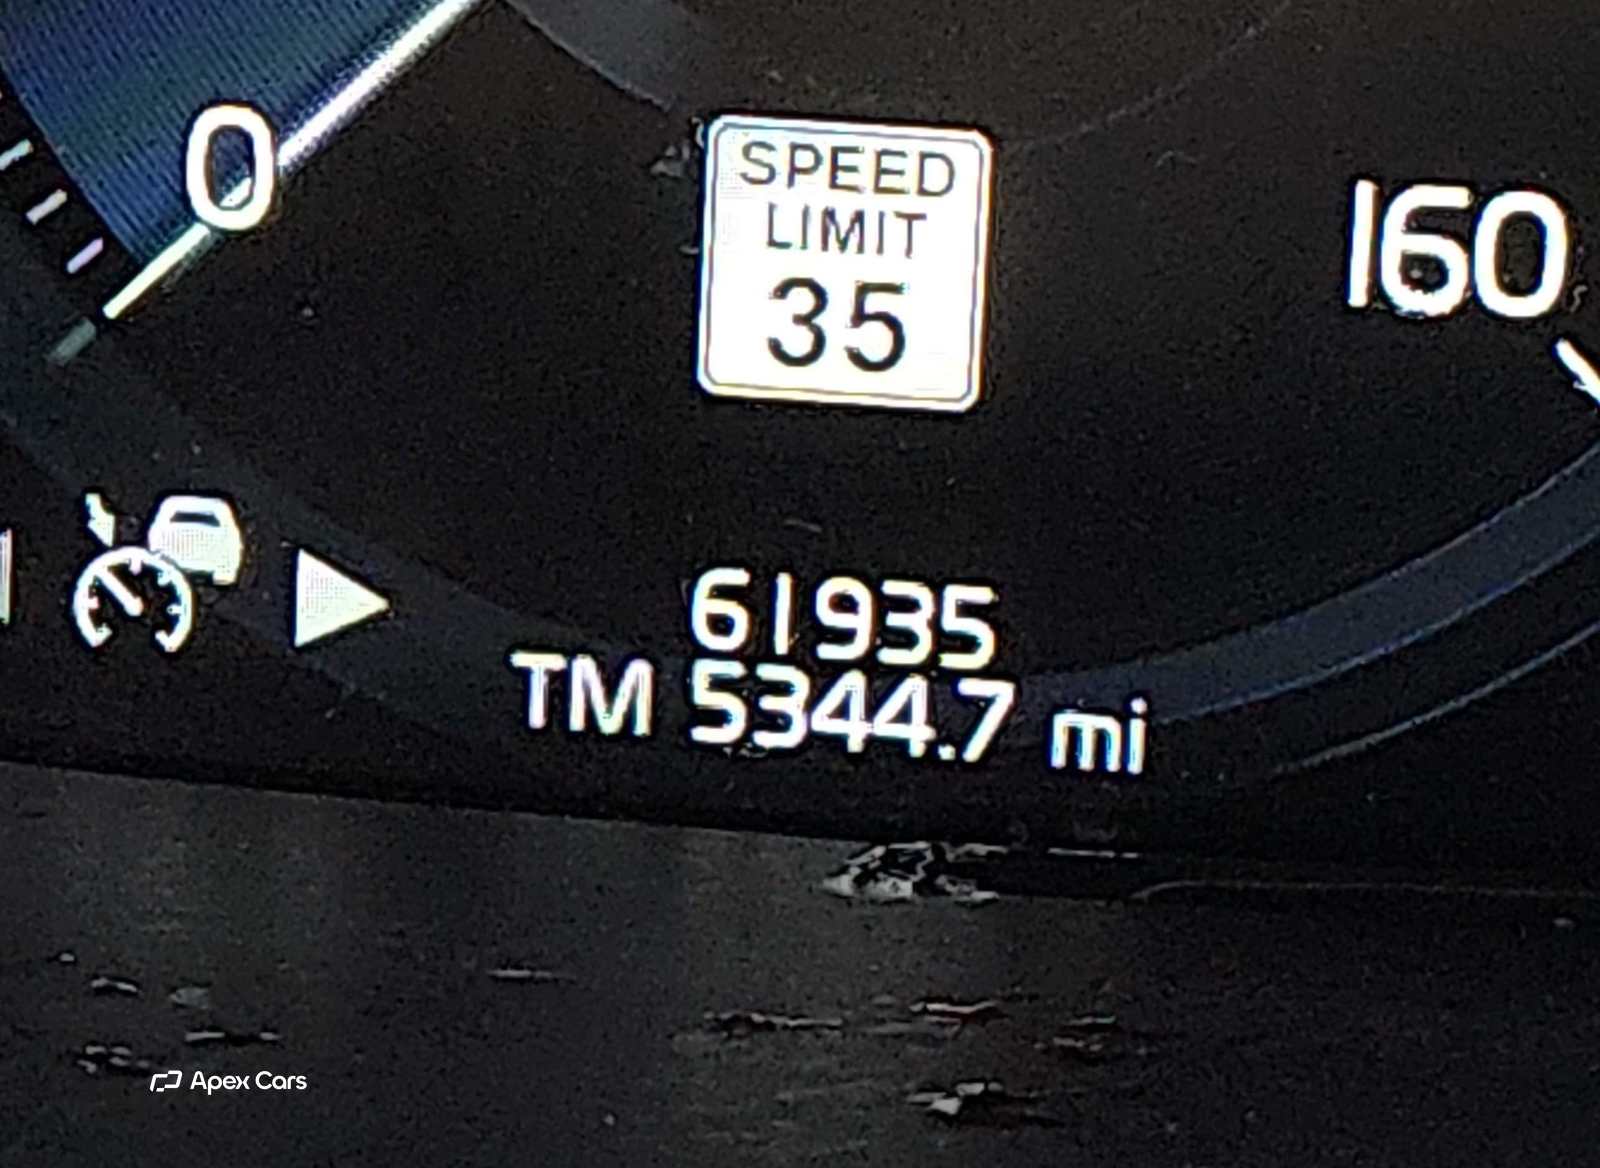 0
SPEED
LIMIT
35
160
61935
TM 5344.7 mi
Apex Cars